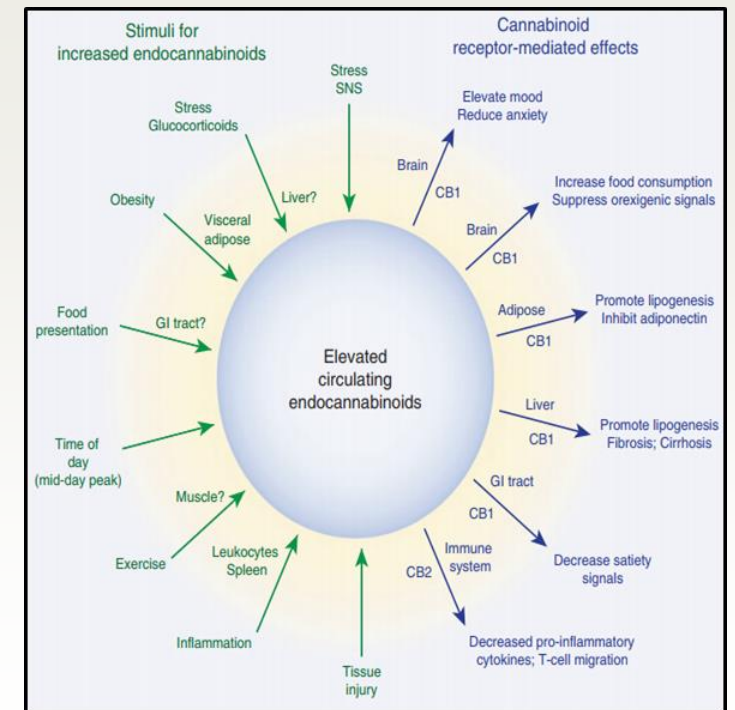 Stimuli for
increased endocannabinoids
Cannabinoid
receptor-mediated effects
Stress
SNS
Stress
Glucocorticoids
Liver?
Obesity
Visceral
adipose
Food
presentation
GI tract?
Time of
day
(mid-day peak)
Muscle?
Exercise
Leukocytes
Spleen
Inflammation
Tissue
injury
Elevated
circulating
endocannabinoids
Elevate mood
Reduce anxiety
Brain
CB1
Increase food consumption
Suppress orexigenic signals
Brain
CB1
Adipose
CB1
Promote lipogenesis
Inhibit adiponectin
Liver
CB1
Promote lipogenesis
Fibrosis; Cirrhosis
GI tract
CB1
Decrease satiety
signals
Immune
system
CB2
Decreased pro-inflammatory
cytokines; T-cell migration